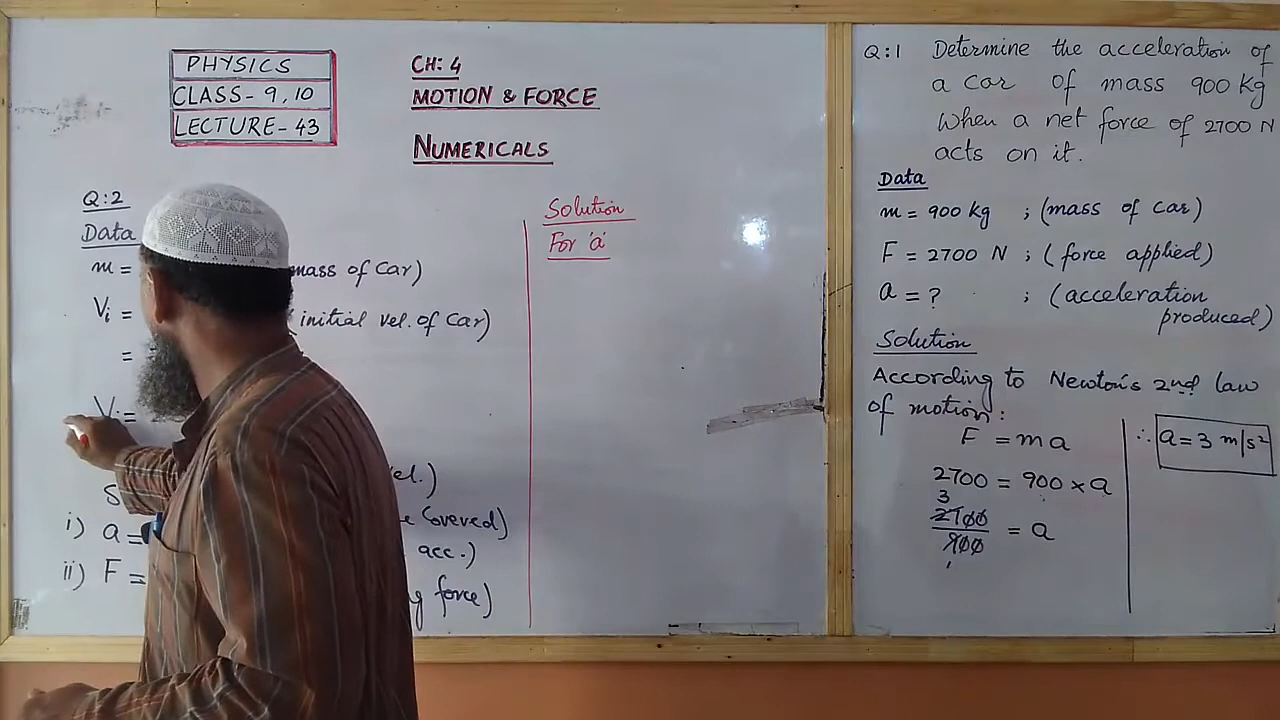 PHYSICS
CLASS-9,10
LECTURE-43
CH: 4
MOTION & FORCE
NUMERICALS
Q:2
Data
m = mass of Car)
Vi = initial vel. of Car)
=
V =
el.)
S e Covered)
i) a = acc.)
ii) F = g force)
Solution
For 'a'
Q:1 Determine the acceleration of
a car of mass 900 Kg
When a net force of 2700 N
acts on it.
Data
m = 900 kg ; (mass of car)
F = 2700 N ; (force applied)
a = ? ; (acceleration
produced)
Solution
According to Newton's 2nd law
of motion:
F = ma
2700 = 900 × a
3
2700
900 = a
1
∴ a = 3 m/s²